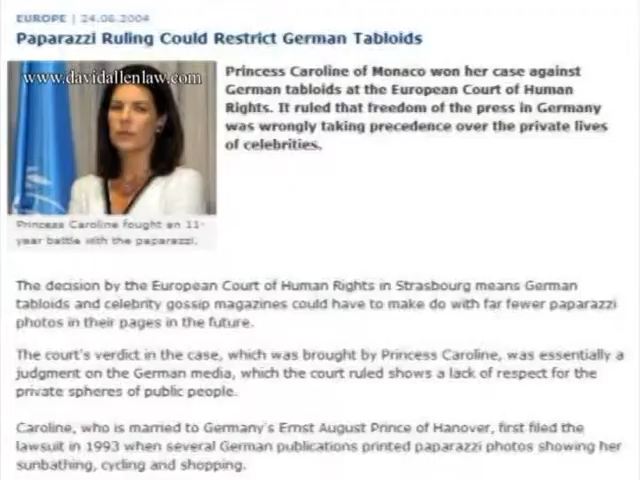 EUROPE | 24.06.2004
Paparazzi Ruling Could Restrict German Tabloids
www.davidallenlaw.com
Princess Caroline of Monaco won her case against
German tabloids at the European Court of Human
Rights. It ruled that freedom of the press in Germany
was wrongly taking precedence over the private lives
of celebrities.
Princess Caroline fought an 11-
year battle with the paparazzi.
The decision by the European Court of Human Rights in Strasbourg means German
tabloids and celebrity gossip magazines could have to make do with far fewer paparazzi
photos in their pages in the future.
The court's verdict in the case, which was brought by Princess Caroline, was essentially a
judgment on the German media, which the court ruled shows a lack of respect for the
private spheres of public people.
Caroline, who is married to Germany's Ernst August Prince of Hanover, first filed the
lawsuit in 1993 when several German publications printed paparazzi photos showing her
sunbathing, cycling and shopping.